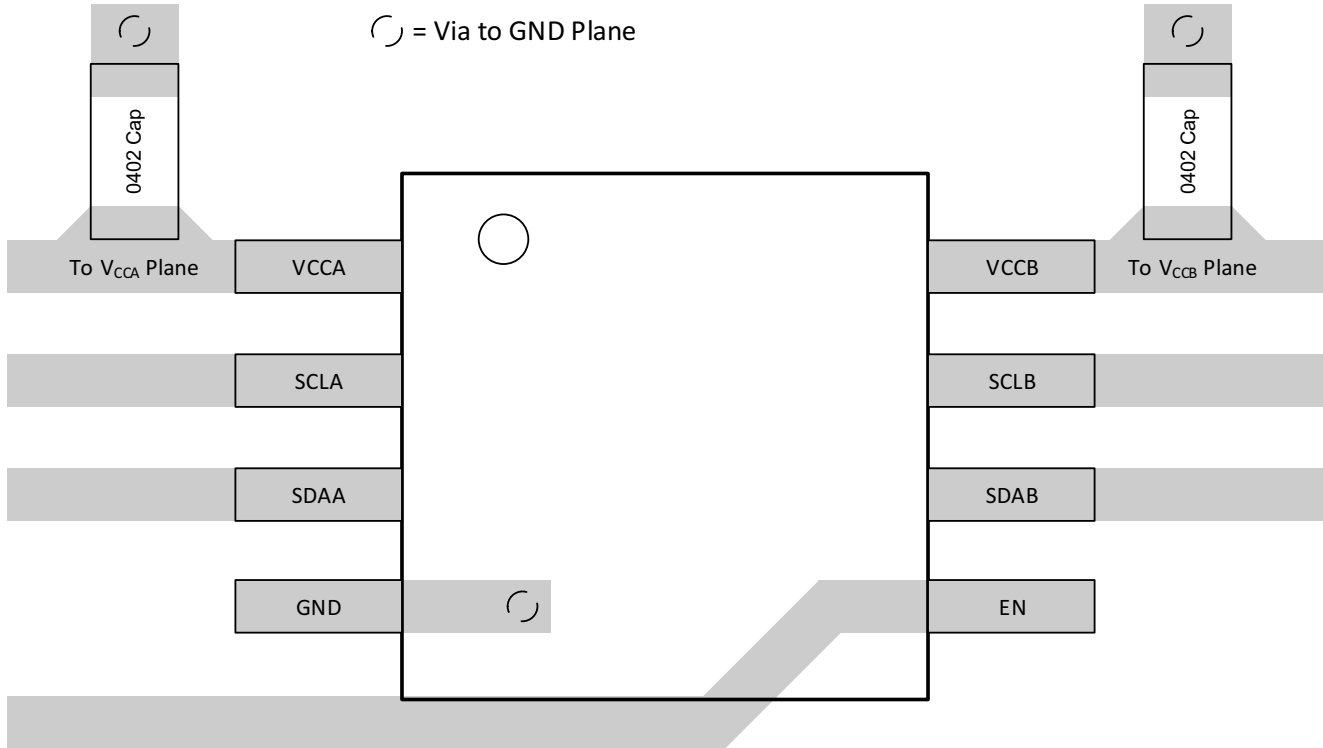 = Via to GND Plane
0402 Cap
0402 Cap
To VCCA Plane
VCCA
VCCB
To VCCB Plane
SCLA
SCLB
SDAA
SDAB
GND
EN